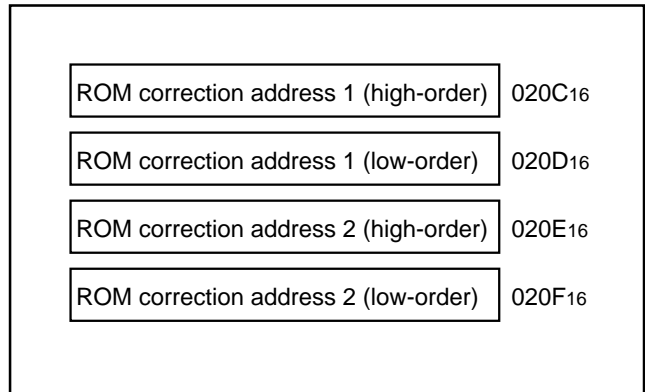 ROM correction address 1 (high-order) 020C16
ROM correction address 1 (low-order) 020D16
ROM correction address 2 (high-order) 020E16
ROM correction address 2 (low-order) 020F16